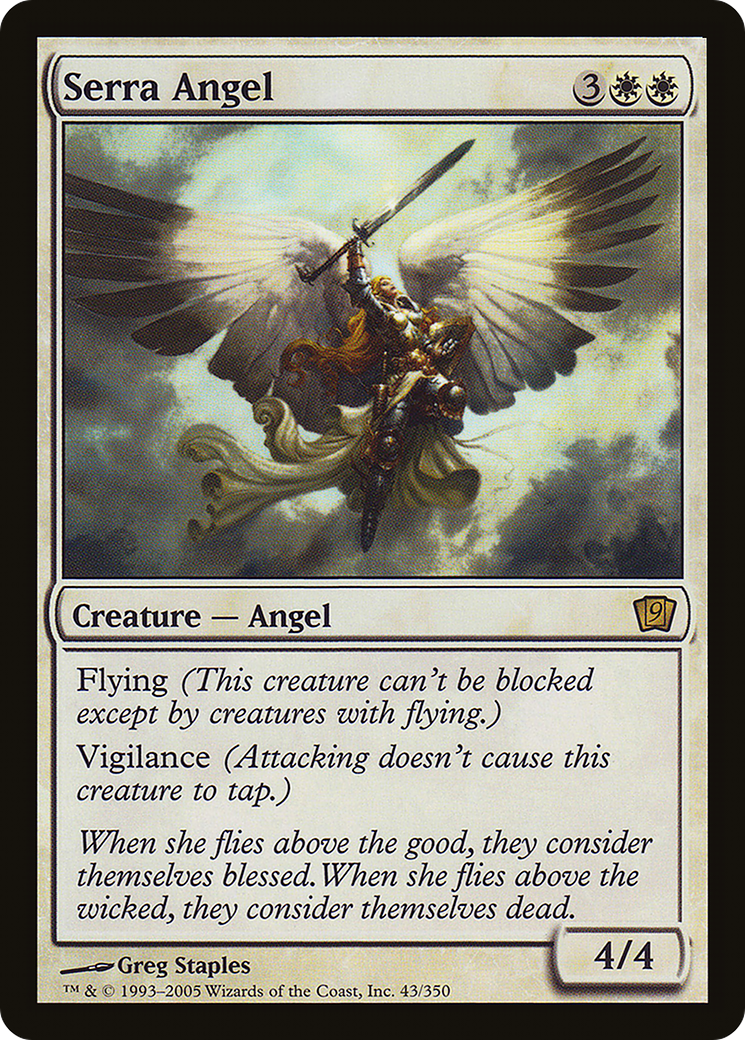 Serra Angel 3
Creature — Angel 9
Flying (This creature can't be blocked
except by creatures with flying.)
Vigilance (Attacking doesn't cause this
creature to tap.)
When she flies above the good, they consider
themselves blessed. When she flies above the
wicked, they consider themselves dead.
4/4
Greg Staples
™ & © 1993–2005 Wizards of the Coast, Inc. 43/350